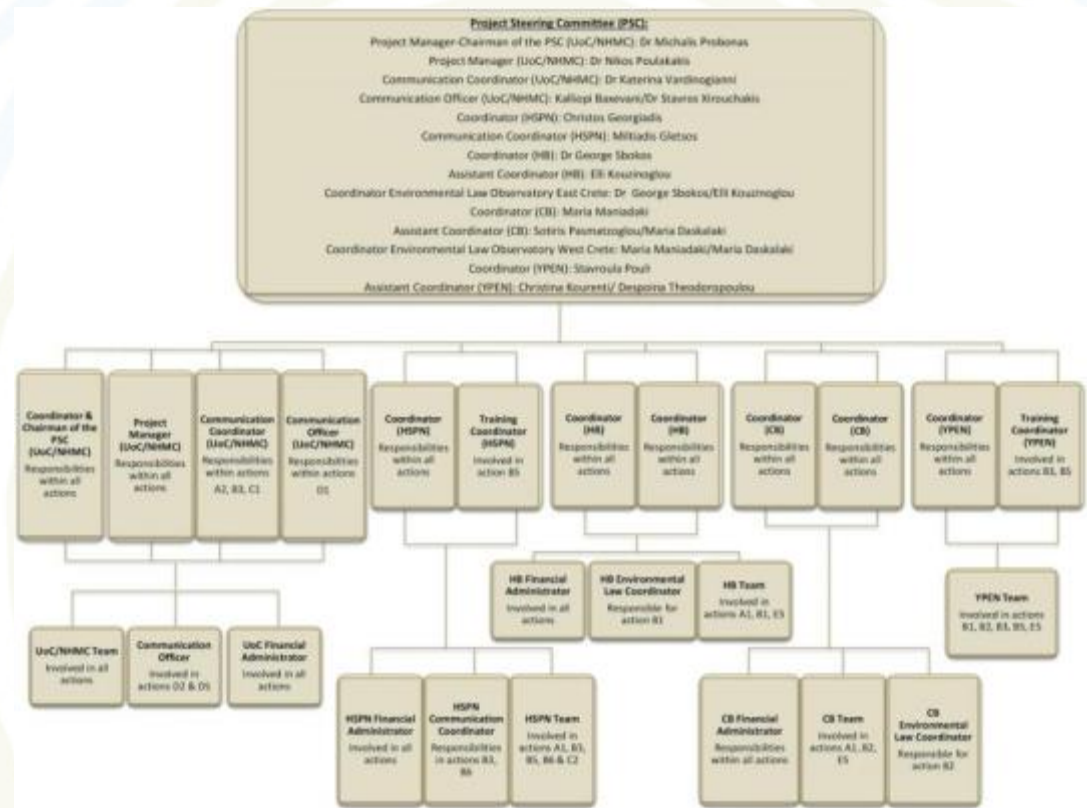 Project Steering Committee (PSC):
Project Manager-Chairman of the PSC (UoC/NHMC): Dr Michalis Probonas
Project Manager (UoC/NHMC): Dr Nikos Poulakakis
Communication Coordinator (UoC/NHMC): Dr Katerina Vardinogianni
Communication Officer (UoC/NHMC): Kalliopi Baxevani/Dr Stavros Xirouchakis
Coordinator (HSPN): Christos Georgiadis
Communication Coordinator (HSPN): Miltiadis Gletsos
Coordinator (HB): Dr George Sbokos
Assistant Coordinator (HB): Elli Kouzinoglou
Coordinator Environmental Law Observatory East Crete: Dr George Sbokos/Elli Kouzinoglou
Coordinator (CB): Maria Maniadaki
Assistant Coordinator (CB): Sotiris Pasmatzoglou/Maria Daskalaki
Coordinator Environmental Law Observatory West Crete: Maria Maniadaki/Maria Daskalaki
Coordinator (YPEN): Stavroula Pouli
Assistant Coordinator (YPEN): Christina Kourenti/ Despoina Theodoropoulou
Coordinator &
Chairman of the
PSC
(UoC/NHMC)
Responsibilities
within all
actions
Project
Manager
(UoC/NHMC)
Responsibilities
within all
actions
Communication
Coordinator
(UoC/NHMC)
Responsibilities
within actions
A2, B3, C1
Communication
Officer
(UoC/NHMC)
Responsibilities
within actions
D1
Coordinator
(HSPN)
Responsibilities
within all
actions
Training
Coordinator
(HSPN)
Involved in
action B5
Coordinator
(HB)
Responsibilities
within all
actions
Coordinator
(HB)
Responsibilities
within all
actions
Coordinator
(CB)
Responsibilities
within all
actions
Coordinator
(CB)
Responsibilities
within all
actions
Coordinator
(YPEN)
Responsibilities
within all
actions
Training
Coordinator
(YPEN)
Involved in
actions B3, B5
HB Financial
Administrator
Involved in all
actions
HB Environmental
Law Coordinator
Responsible for
action B1
HB Team
Involved in
actions A1, B1, E5
YPEN Team
Involved in actions
B1, B2, B3, B5, E5
UoC/NHMC Team
Involved in all
actions
Communication
Officer
Involved in
actions D2 & D5
UoC Financial
Administrator
Involved in all
actions
HSPN Financial
Administrator
Involved in all
actions
HSPN
Communication
Coordinator
Responsibilities
in actions B3,
B6
HSPN Team
Involved in
actions A1, B3,
B5, B6 & C2
CB Financial
Administrator
Responsibilities
within all actions
CB Team
Involved in
actions A1, B2,
E5
CB
Environmental
Law Coordinator
Responsible for
action B2